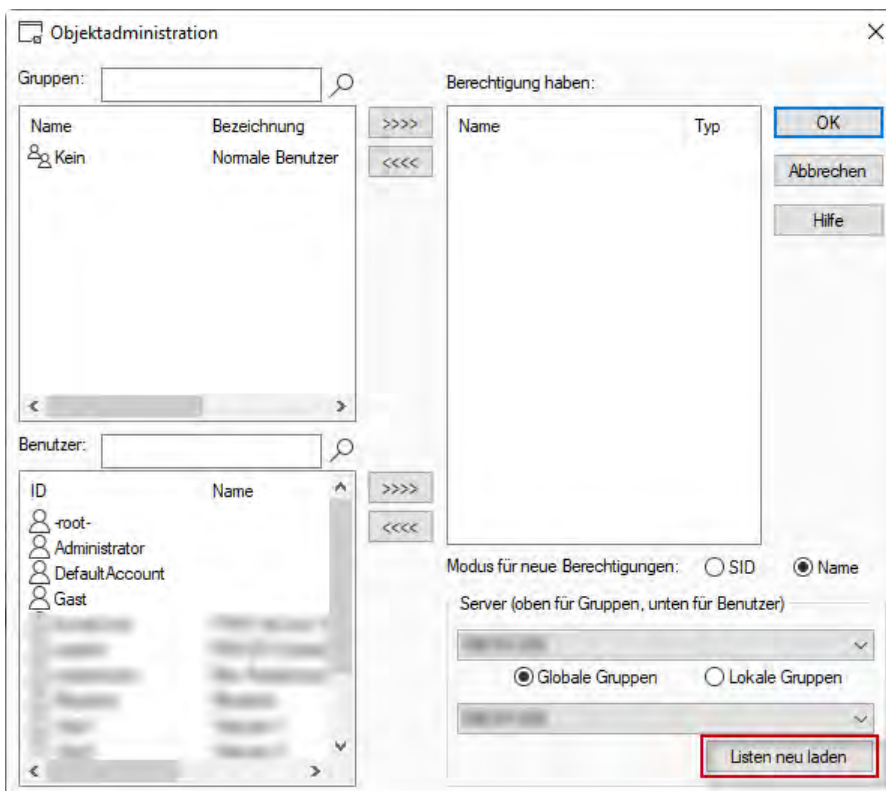 Objektadministration
Gruppen:
Name Bezeichnung
Kein Normale Benutzer
>>>>
<<<<
Benutzer:
ID Name
-root-
Administrator
DefaultAccount
Gast
>>>>
<<<<
Berechtigung haben:
Name Typ
OK
Abbrechen
Hilfe
Modus für neue Berechtigungen: SID Name
Server (oben für Gruppen, unten für Benutzer)
Globale Gruppen Lokale Gruppen
Listen neu laden